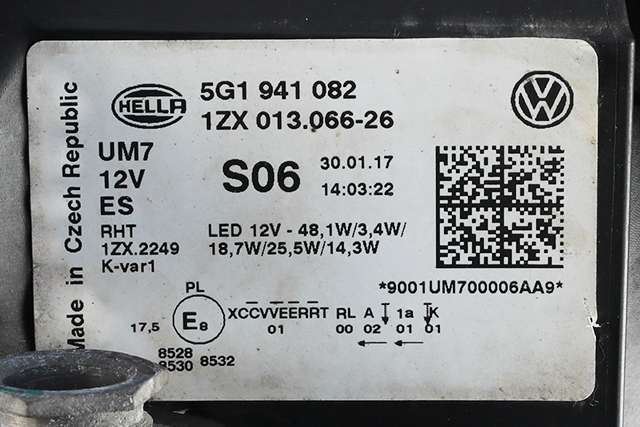 Made in Czech Republic
HELLA
5G1 941 082
1ZX 013.066-26
UM7
12V
ES
S06
30.01.17
14:03:22
RHT
1ZX.2249
K-var1
LED 12V - 48,1W/3,4W/
18,7W/25,5W/14,3W
*9001UM700006AA9*
PL
17,5 E8 XCCVVEERRT RL A 1a K
01 00 02 01 01
8528
8530 8532